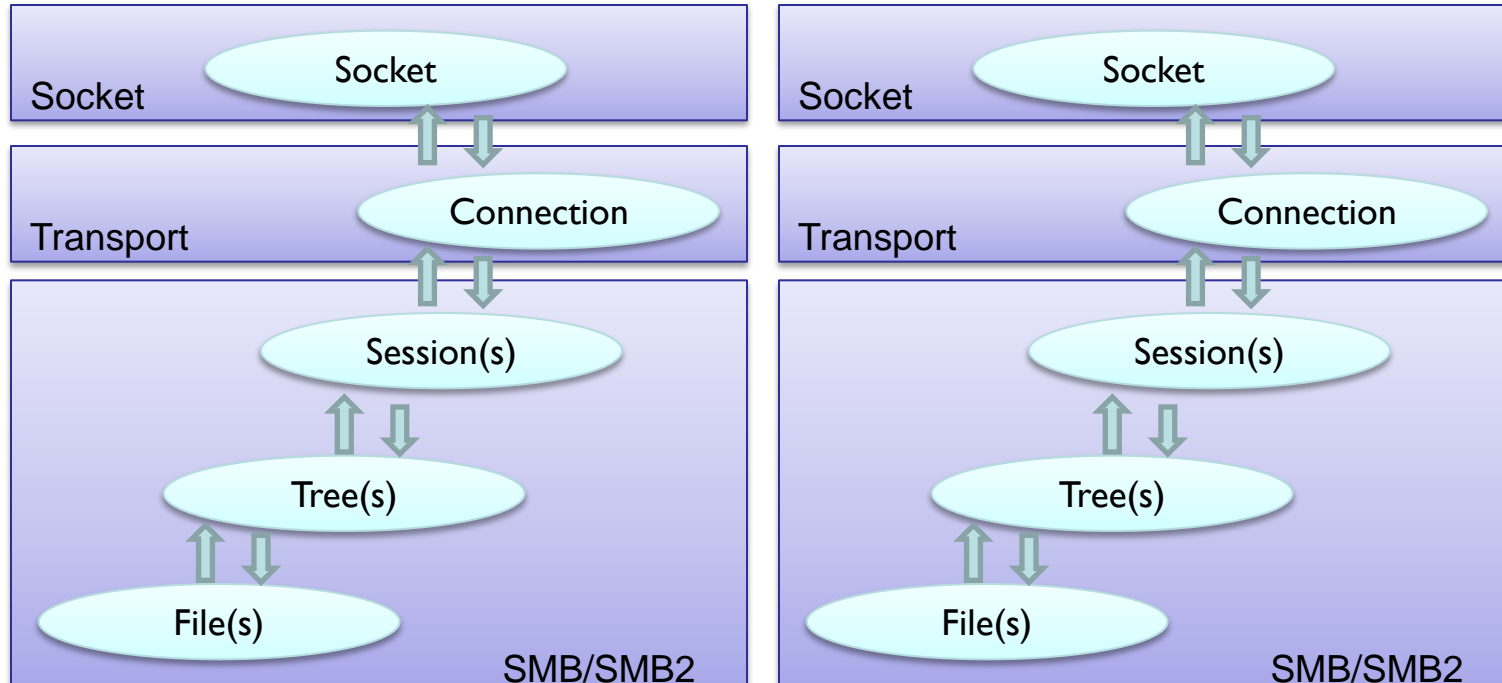 Socket
Socket
Connection
Transport
Session(s)
Tree(s)
File(s)
SMB/SMB2
Socket
Socket
Connection
Transport
Session(s)
Tree(s)
File(s)
SMB/SMB2